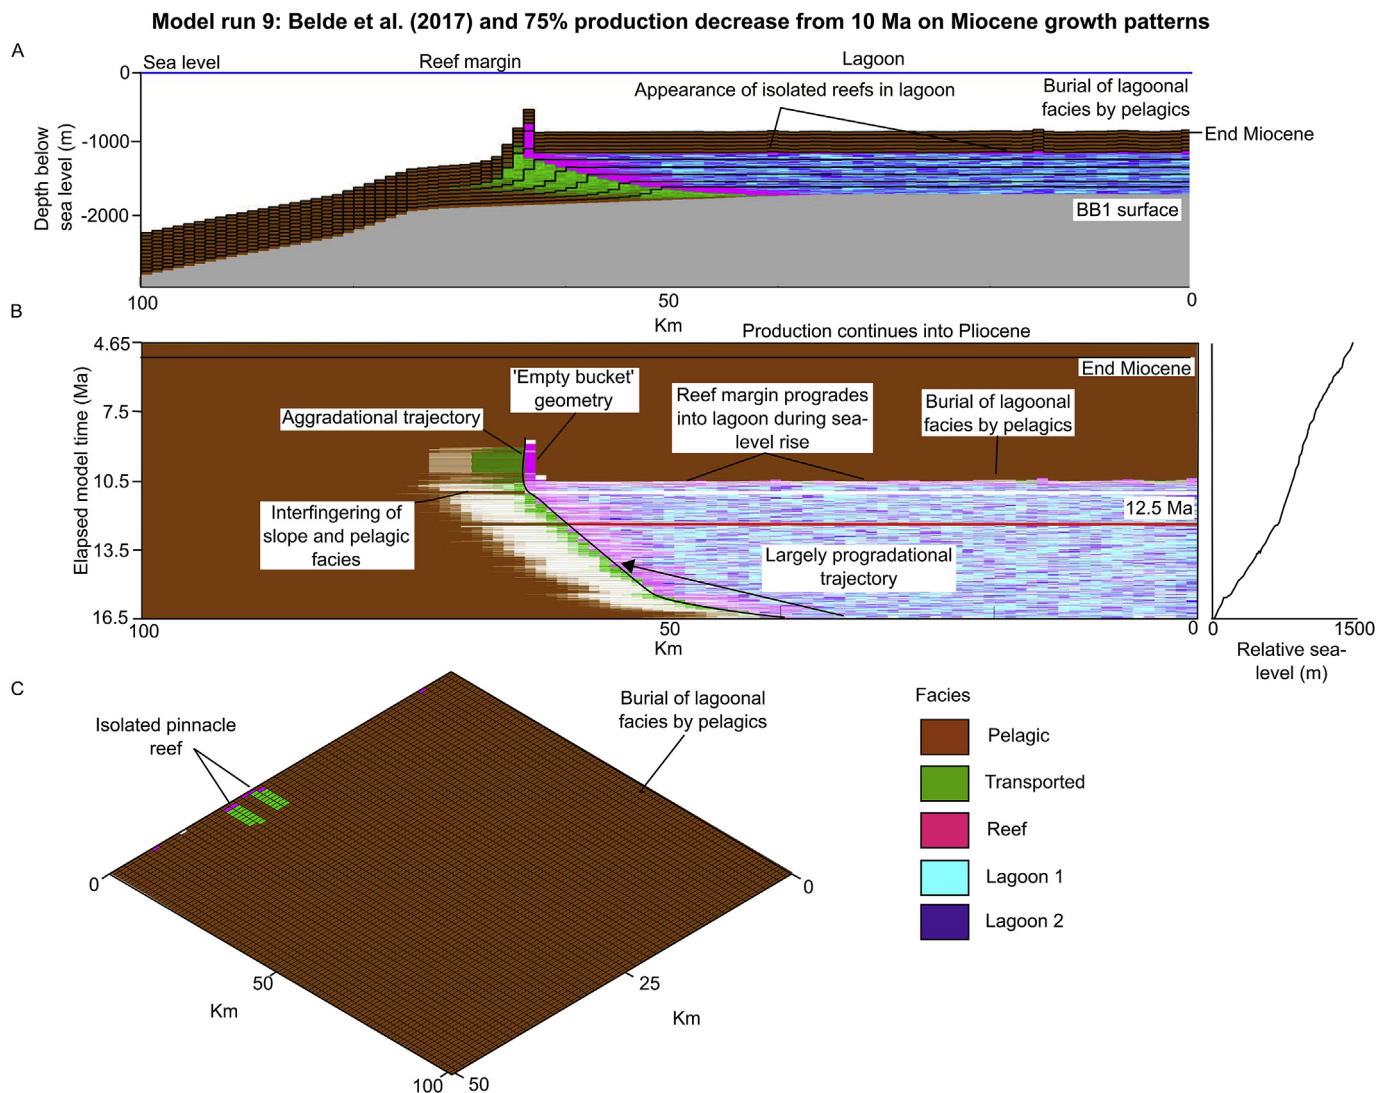 Model run 9: Belde et al. (2017) and 75% production decrease from 10 Ma on Miocene growth patterns
A
Sea level
Reef margin
Lagoon
0
-1000
-2000
Depth below
sea level (m)
Appearance of isolated reefs in lagoon
Burial of lagoonal
facies by pelagics
End Miocene
BB1 surface
100
50
0
Km
B
Production continues into Pliocene
4.65
7.5
10.5
13.5
16.5
Elapsed model time (Ma)
End Miocene
'Empty bucket'
geometry
Aggradational trajectory
Reef margin progrades
into lagoon during sea-
level rise
Burial of lagoonal
facies by pelagics
12.5 Ma
Interfingering of
slope and pelagic
facies
Largely progradational
trajectory
100
50
0
Km
0
1500
Relative sea-
level (m)
C
Isolated pinnacle
reef
Burial of lagoonal
facies by pelagics
0
0
50
25
Km
Km
100
50
Facies
Pelagic
Transported
Reef
Lagoon 1
Lagoon 2